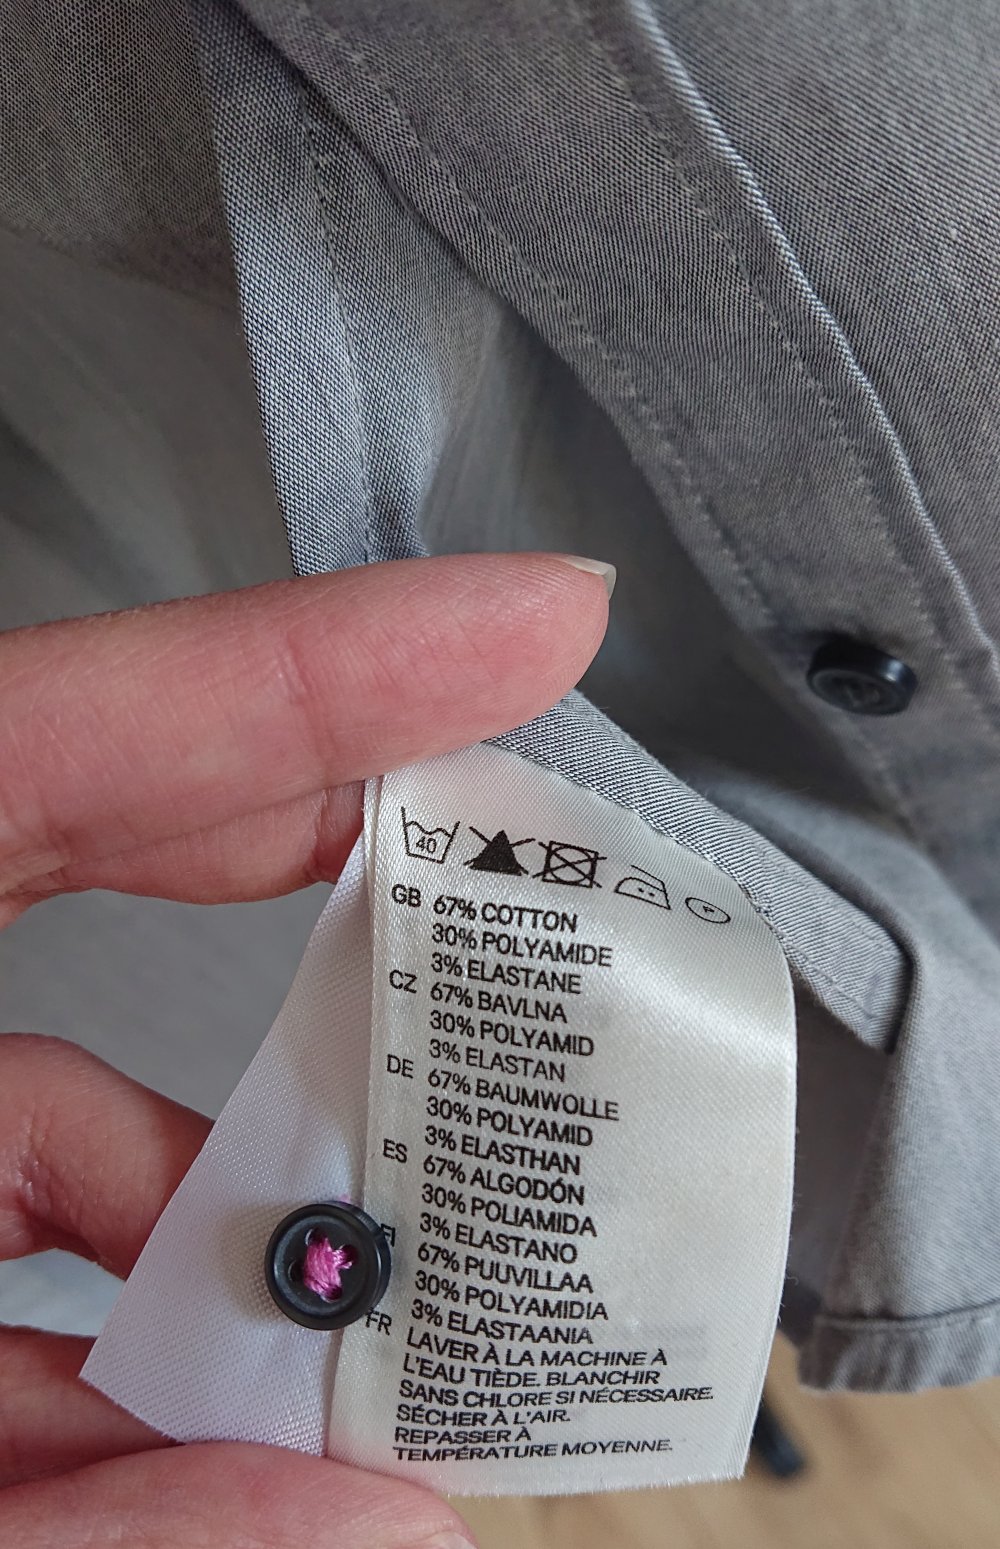 40
P
GB 67% COTTON
30% POLYAMIDE
3% ELASTANE
CZ 67% BAVLNA
30% POLYAMID
3% ELASTAN
DE 67% BAUMWOLLE
30% POLYAMID
3% ELASTHAN
ES 67% ALGODÓN
30% POLIAMIDA
3% ELASTANO
FI 67% PUUVILLAA
30% POLYAMIDIA
3% ELASTAANIA
FR LAVER À LA MACHINE À
L'EAU TIÈDE. BLANCHIR
SANS CHLORE SI NÉCESSAIRE.
SÉCHER À L'AIR.
REPASSER À
TEMPÉRATURE MOYENNE.